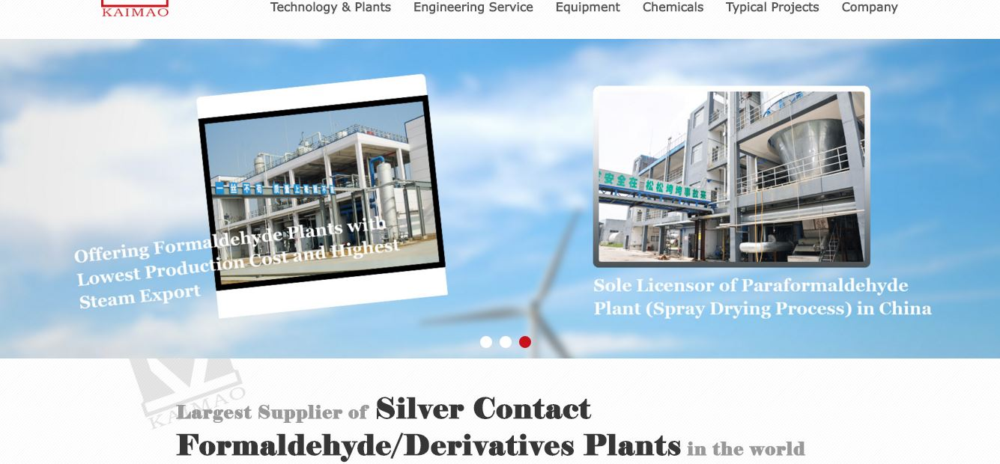 KAIMAO
Technology & Plants
Engineering Service
Equipment
Chemicals
Typical Projects
Company
一丝不苟
Offering Formaldehyde Plants with
Lowest Production Cost and Highest
Steam Export
安全在 松松垮垮事故来
Sole Licensor of Paraformaldehyde
Plant (Spray Drying Process) in China
KAIMAO
Largest Supplier of Silver Contact
Formaldehyde/Derivatives Plants in the world